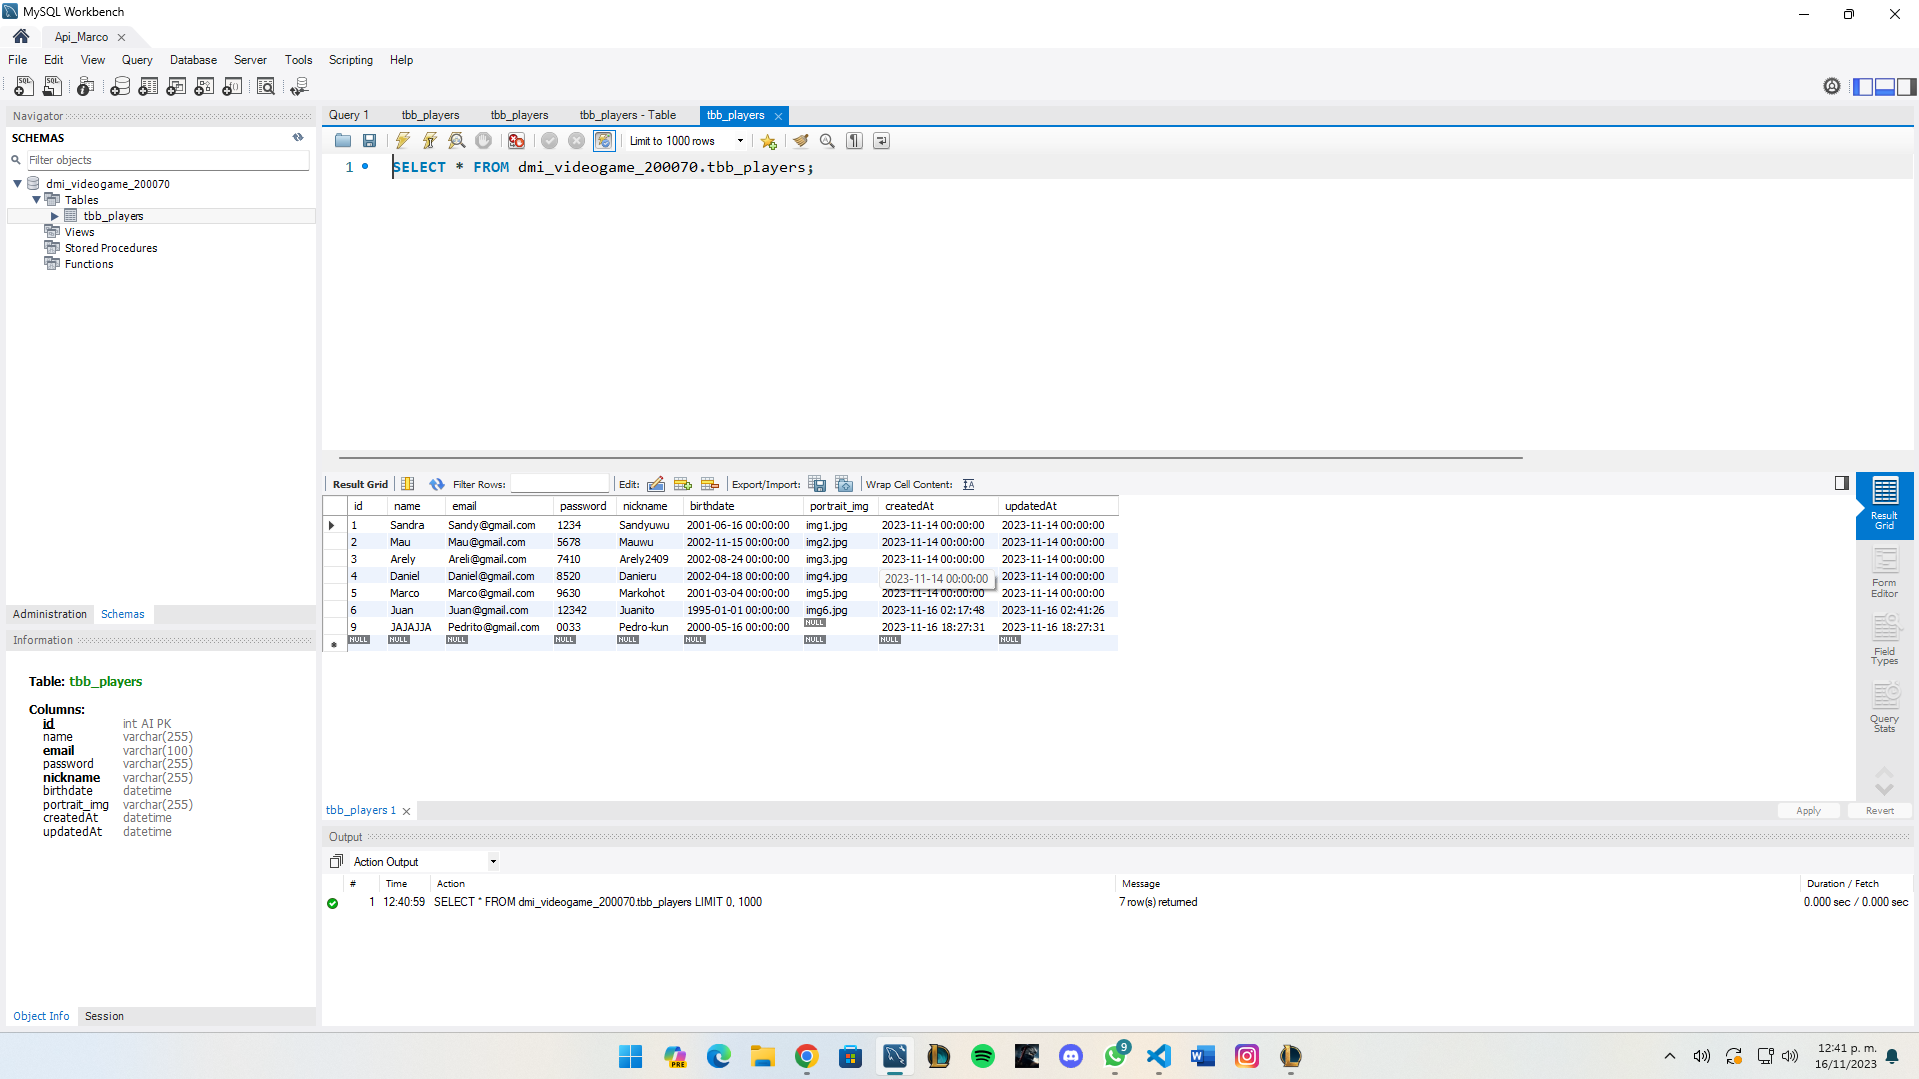 MySQL Workbench
Api_Marco
File Edit View Query Database Server Tools Scripting Help
Navigator
SCHEMAS
Filter objects
dmi_videogame_200070
Tables
tbb_players
Views
Stored Procedures
Functions
Administration Schemas
Information
Table: tbb_players
Columns:
id int AI PK
name varchar(255)
email varchar(100)
password varchar(255)
nickname varchar(255)
birthdate datetime
portrait_img varchar(255)
createdAt datetime
updatedAt datetime
Object Info Session
Query 1 tbb_players tbb_players tbb_players - Table tbb_players
Limit to 1000 rows
1 SELECT * FROM dmi_videogame_200070.tbb_players;
Result Grid Filter Rows: Edit: Export/Import: Wrap Cell Content:
id name email password nickname birthdate portrait_img createdAt updatedAt
1 Sandra Sandy@gmail.com 1234 Sandyuwu 2001-06-16 00:00:00 img1.jpg 2023-11-14 00:00:00 2023-11-14 00:00:00
2 Mau Mau@gmail.com 5678 Mauwu 2002-11-15 00:00:00 img2.jpg 2023-11-14 00:00:00 2023-11-14 00:00:00
3 Arely Areli@gmail.com 7410 Arely2409 2002-08-24 00:00:00 img3.jpg 2023-11-14 00:00:00 2023-11-14 00:00:00
4 Daniel Daniel@gmail.com 8520 Danieru 2002-04-18 00:00:00 img4.jpg 2023-11-14 00:00:00 2023-11-14 00:00:00
5 Marco Marco@gmail.com 9630 Markohot 2001-03-04 00:00:00 img5.jpg 2023-11-14 00:00:00 2023-11-14 00:00:00
6 Juan Juan@gmail.com 12342 Juanito 1995-01-01 00:00:00 img6.jpg 2023-11-16 02:17:48 2023-11-16 02:41:26
9 JAJAJJA Pedrito@gmail.com 0033 Pedro-kun 2000-05-16 00:00:00 NULL 2023-11-16 18:27:31 2023-11-16 18:27:31
NULL NULL NULL NULL NULL NULL NULL NULL NULL
Result Grid
Form Editor
Field Types
Query Stats
tbb_players 1
Apply Revert
Output
Action Output
# Time Action Message Duration / Fetch
1 12:40:59 SELECT * FROM dmi_videogame_200070.tbb_players LIMIT 0, 1000 7 row(s) returned 0.000 sec / 0.000 sec
PRE
9
12:41 p. m.
16/11/2023